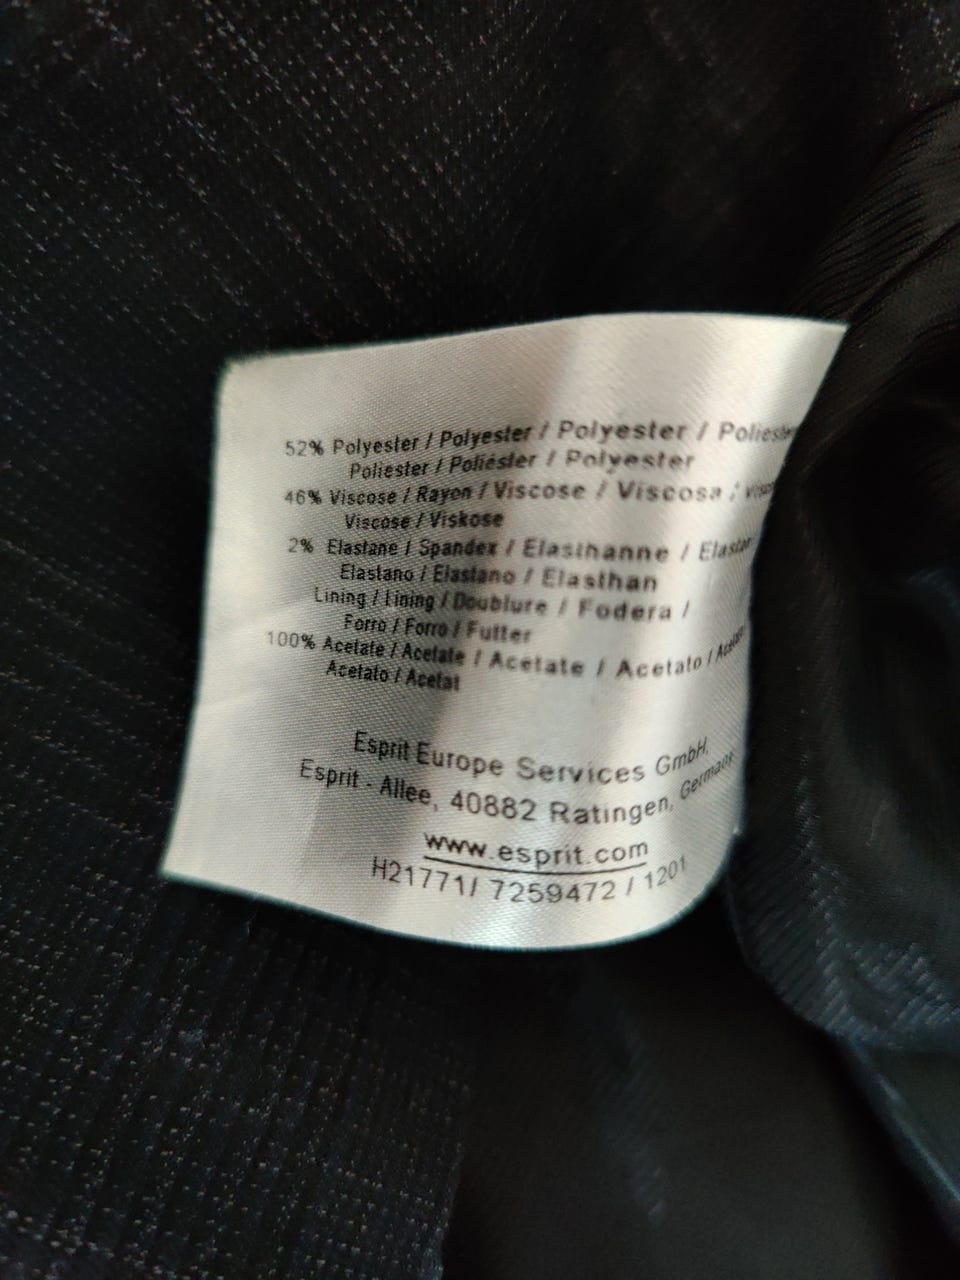 52% Polyester / Polyester / Polyester / Poliester
Poliester / Poliéster / Polyester
46% Viscose / Rayon / Viscose / Viscosa /
Viscose / Viskose
2% Elastane / Spandex / Elasthanne / Elastan
Elastano / Elastano / Elasthan
Lining / Lining / Doublure / Fodera /
Forro / Forro / Futter
100% Acetate / Acetate / Acétate / Acetato /
Acetato / Acetat
Esprit Europe Services GmbH,
Esprit - Allee, 40882 Ratingen, Germany
www.esprit.com
H21771/ 7259472 / 1201